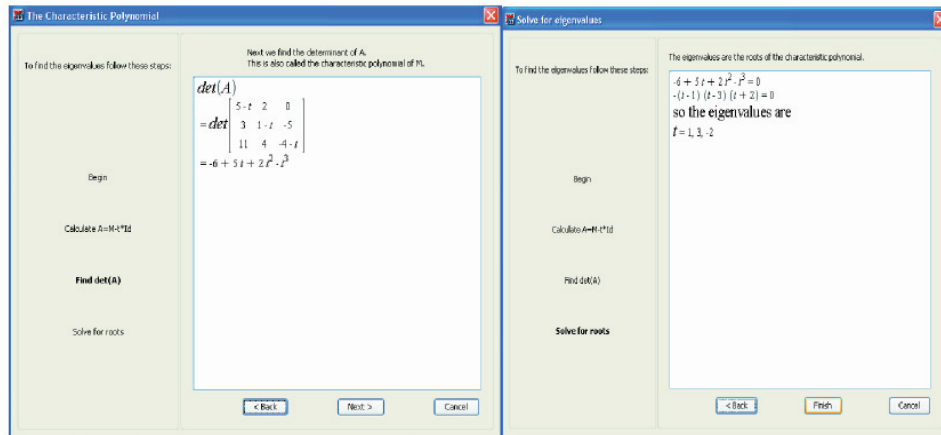 The Characteristic Polynomial
To find the eigenvalues follow these steps:
Begin
Calculate A=M-t*Id
Find det(A)
Solve for roots
Next we find the determinant of A.
This is also called the characteristic polynomial of M.
det(A)
= det [ 5 - t 2 0
3 1 - t -5
11 4 -4 - t ]
= -6 + 5 t + 2 t² - t³
< Back Next > Cancel
Solve for eigenvalues
To find the eigenvalues follow these steps:
Begin
Calculate A=M-t*Id
Find det(A)
Solve for roots
The eigenvalues are the roots of the characteristic polynomial.
-6 + 5 t + 2 t² - t³ = 0
-(t - 1) (t - 3) (t + 2) = 0
so the eigenvalues are
t = 1, 3, -2
< Back Finish Cancel